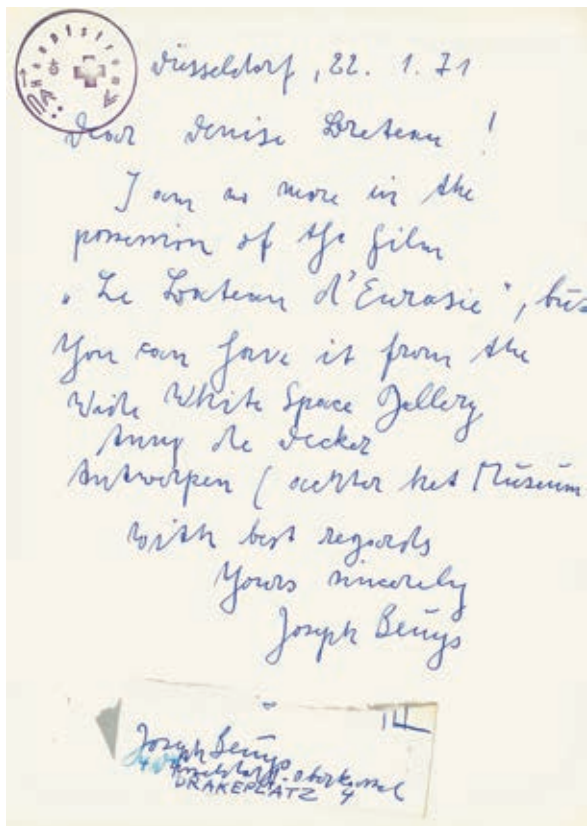 Hauptstrom
Düsseldorf, 22. 1. 71
Dear Denise Breteau!
I am no more in the
possession of the film
„Le Bateau d'Eurasie", but
You can have it from the
Wide White Space Gallery
Anny de Decker
Antwerpen (achter het Museum
With best regards
Yours sincerely
Joseph Beuys
Joseph Beuys
Düsseldorf-Oberkassel
DRAKEPLATZ 4